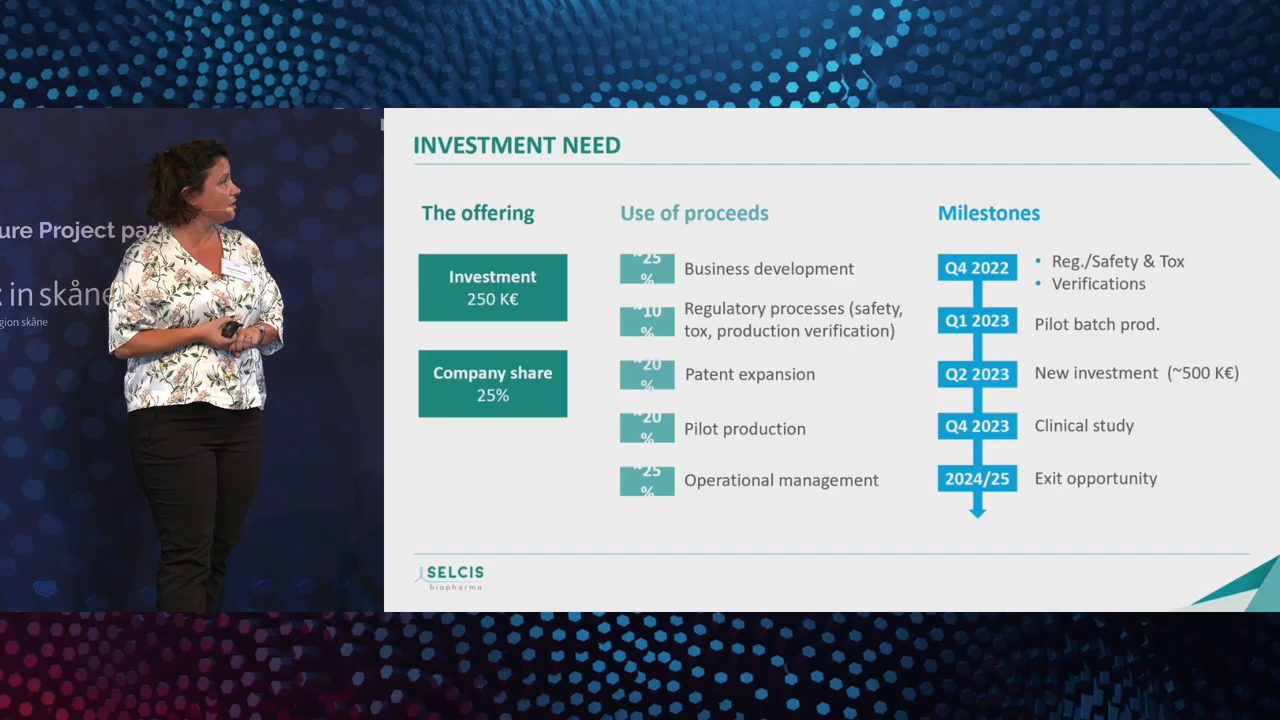 ure Project par
x in skåne
gion skåne
INVESTMENT NEED
The offering
Investment
250 K€
Company share
25%
Use of proceeds
~25
%
Business development
~10
%
Regulatory processes (safety,
tox, production verification)
~20
%
Patent expansion
~20
%
Pilot production
~25
%
Operational management
Milestones
Q4 2022
• Reg./Safety & Tox
• Verifications
Q1 2023
Pilot batch prod.
Q2 2023
New investment (~500 K€)
Q4 2023
Clinical study
2024/25
Exit opportunity
SELCIS
biopharma